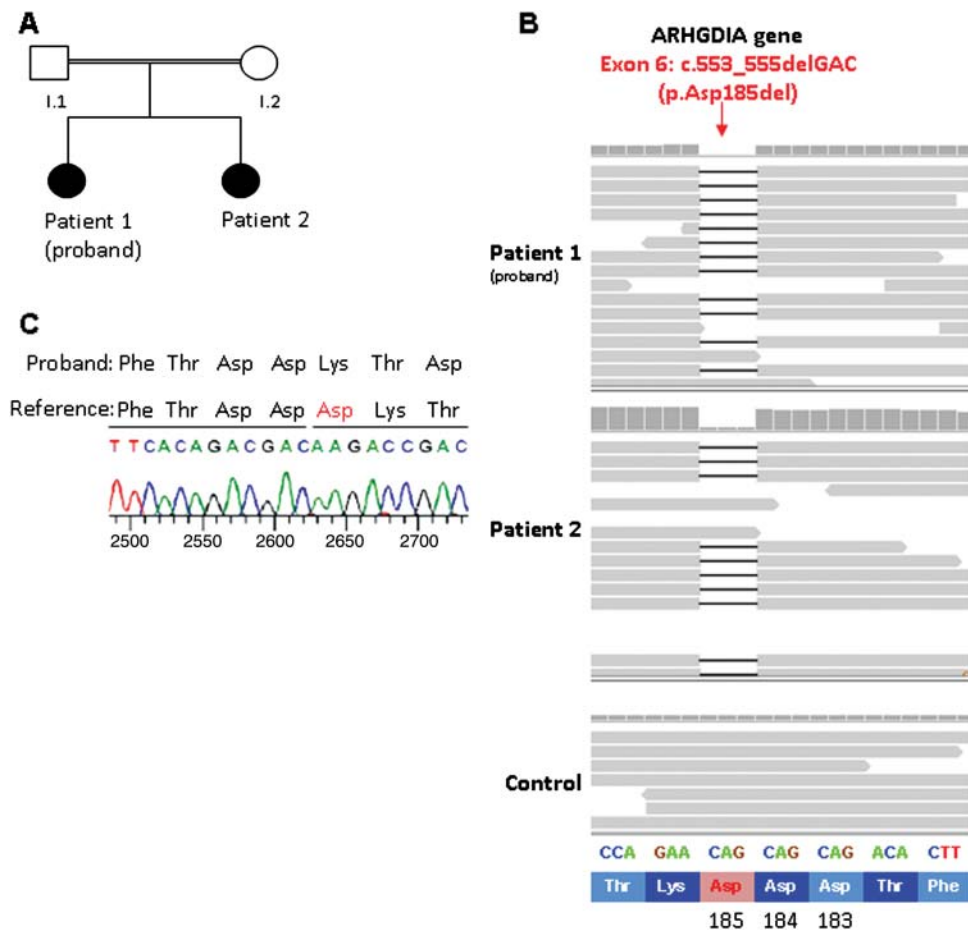 A
I.1
I.2
Patient 1
(proband)
Patient 2
C
Proband: Phe Thr Asp Asp Lys Thr Asp
Reference: Phe Thr Asp Asp Asp Lys Thr
T T C A C A G A C G A C A A G A C C G A C
2500 2550 2600 2650 2700
B
ARHGDIA gene
Exon 6: c.553_555delGAC
(p.Asp185del)
Patient 1
(proband)
Patient 2
Control
CCA GAA CAG CAG CAG ACA CTT
Thr Lys Asp Asp Asp Thr Phe
185 184 183